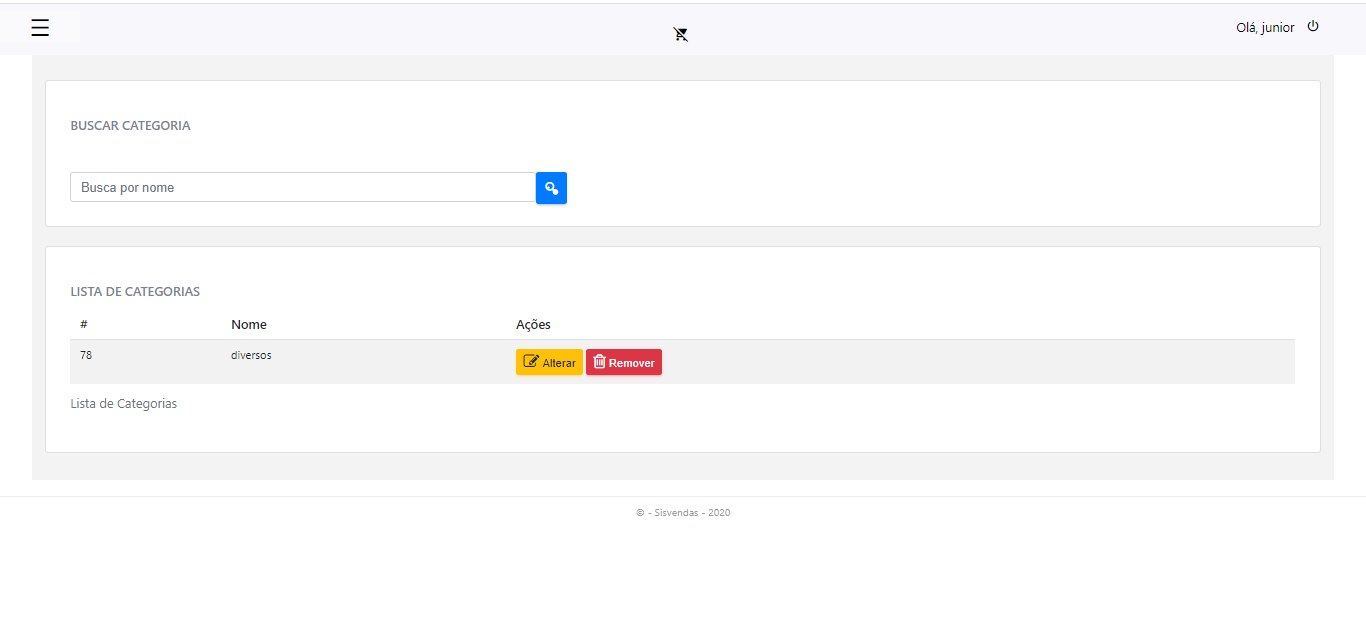 Olá, junior
BUSCAR CATEGORIA
Busca por nome
LISTA DE CATEGORIAS
# Nome Ações
78 diversos Alterar Remover
Lista de Categorias
© - Sisvendas - 2020